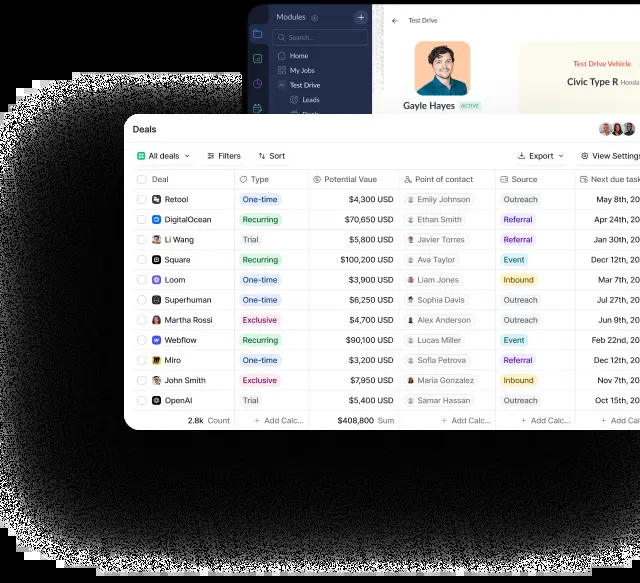 Modules
Test Drive
Search...
Home
My Jobs
Test Drive
Leads
Test Drive Vehicle
Civic Type R Honda
Gayle Hayes ACTIVE
Deals
All deals Filters Sort Export View Settings
Deal Type Potential Vaue Point of contact Source Next due task
Retool One-time $4,300 USD Emily Johnson Outreach May 8th, 20
DigitalOcean Recurring $70,650 USD Ethan Smith Referral Apr 24th, 20
Li Wang Trial $5,800 USD Javier Torres Referral Jan 30th, 20
Square Recurring $100,200 USD Ava Taylor Event Decr 12th, 20
Loom One-time $3,900 USD Liam Jones Inbound Mar 7th, 20
Superhuman One-time $6,250 USD Sophia Davis Outreach Jul 27th, 20
Martha Rossi Exclusive $4,700 USD Alex Anderson Outreach Jun 9th, 20
Webflow Recurring $90,100 USD Lucas Miller Event Feb 22nd, 20
Miro One-time $3,200 USD Sofia Petrova Referral Dec 12th, 20
John Smith Exclusive $7,950 USD Maria Gonzalez Inbound Nov 7th, 20
OpenAI Trial $5,400 USD Samar Hassan Outreach Oct 15th, 20
2.8k Count + Add Calc... $408,800 Sum + Add Calc... + Add Calc... + Add Cal